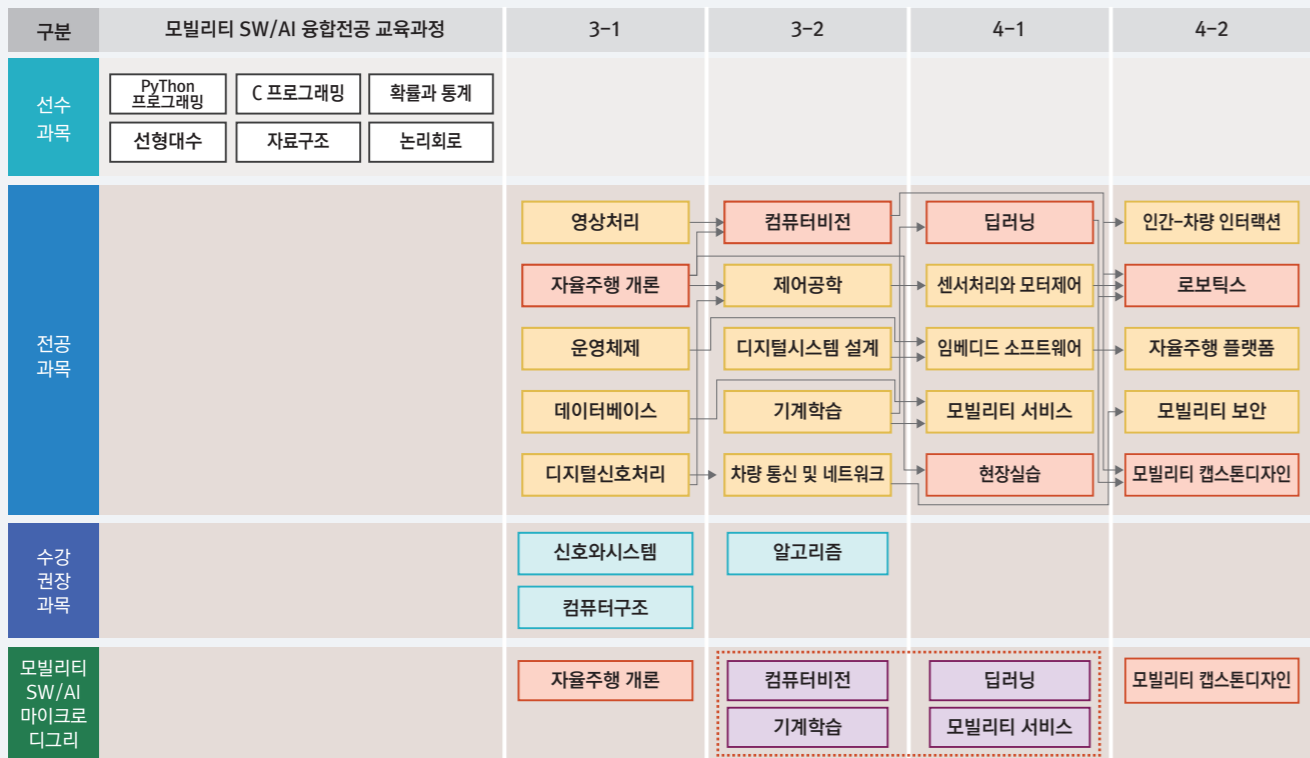 구분
모빌리티 SW/AI 융합전공 교육과정
3-1
3-2
4-1
4-2
선수
과목
PyThon
프로그래밍
C 프로그래밍
확률과 통계
선형대수
자료구조
논리회로
전공
과목
영상처리
컴퓨터비전
딥러닝
인간-차량 인터랙션
자율주행 개론
제어공학
센서처리와 모터제어
로보틱스
운영체제
디지털시스템 설계
임베디드 소프트웨어
자율주행 플랫폼
데이터베이스
기계학습
모빌리티 서비스
모빌리티 보안
디지털신호처리
차량 통신 및 네트워크
현장실습
모빌리티 캡스톤디자인
수강
권장
과목
신호와시스템
알고리즘
컴퓨터구조
모빌리티
SW/AI
마이크로
디그리
자율주행 개론
컴퓨터비전
딥러닝
모빌리티 캡스톤디자인
기계학습
모빌리티 서비스